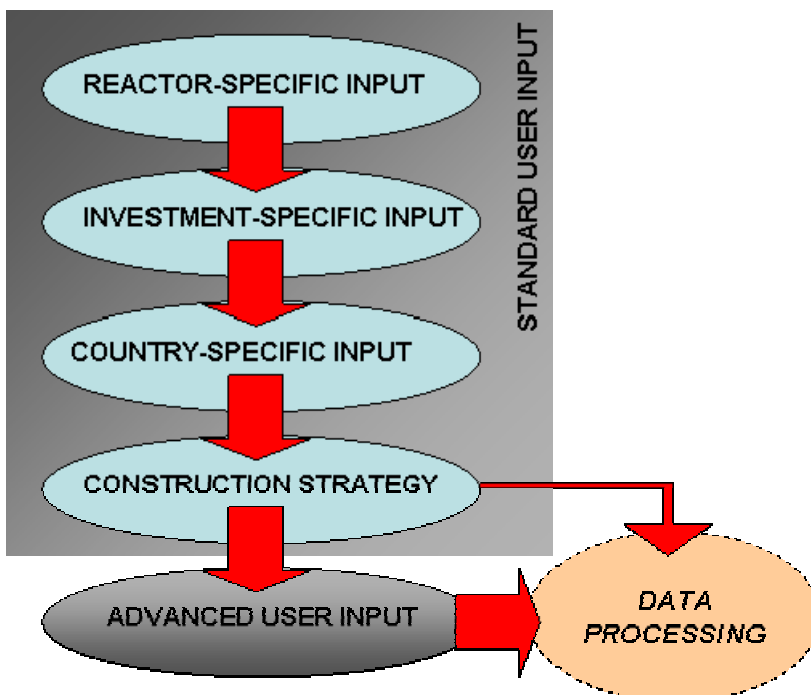 REACTOR-SPECIFIC INPUT
INVESTMENT-SPECIFIC INPUT
COUNTRY-SPECIFIC INPUT
CONSTRUCTION STRATEGY
STANDARD USER INPUT
ADVANCED USER INPUT
DATA
PROCESSING